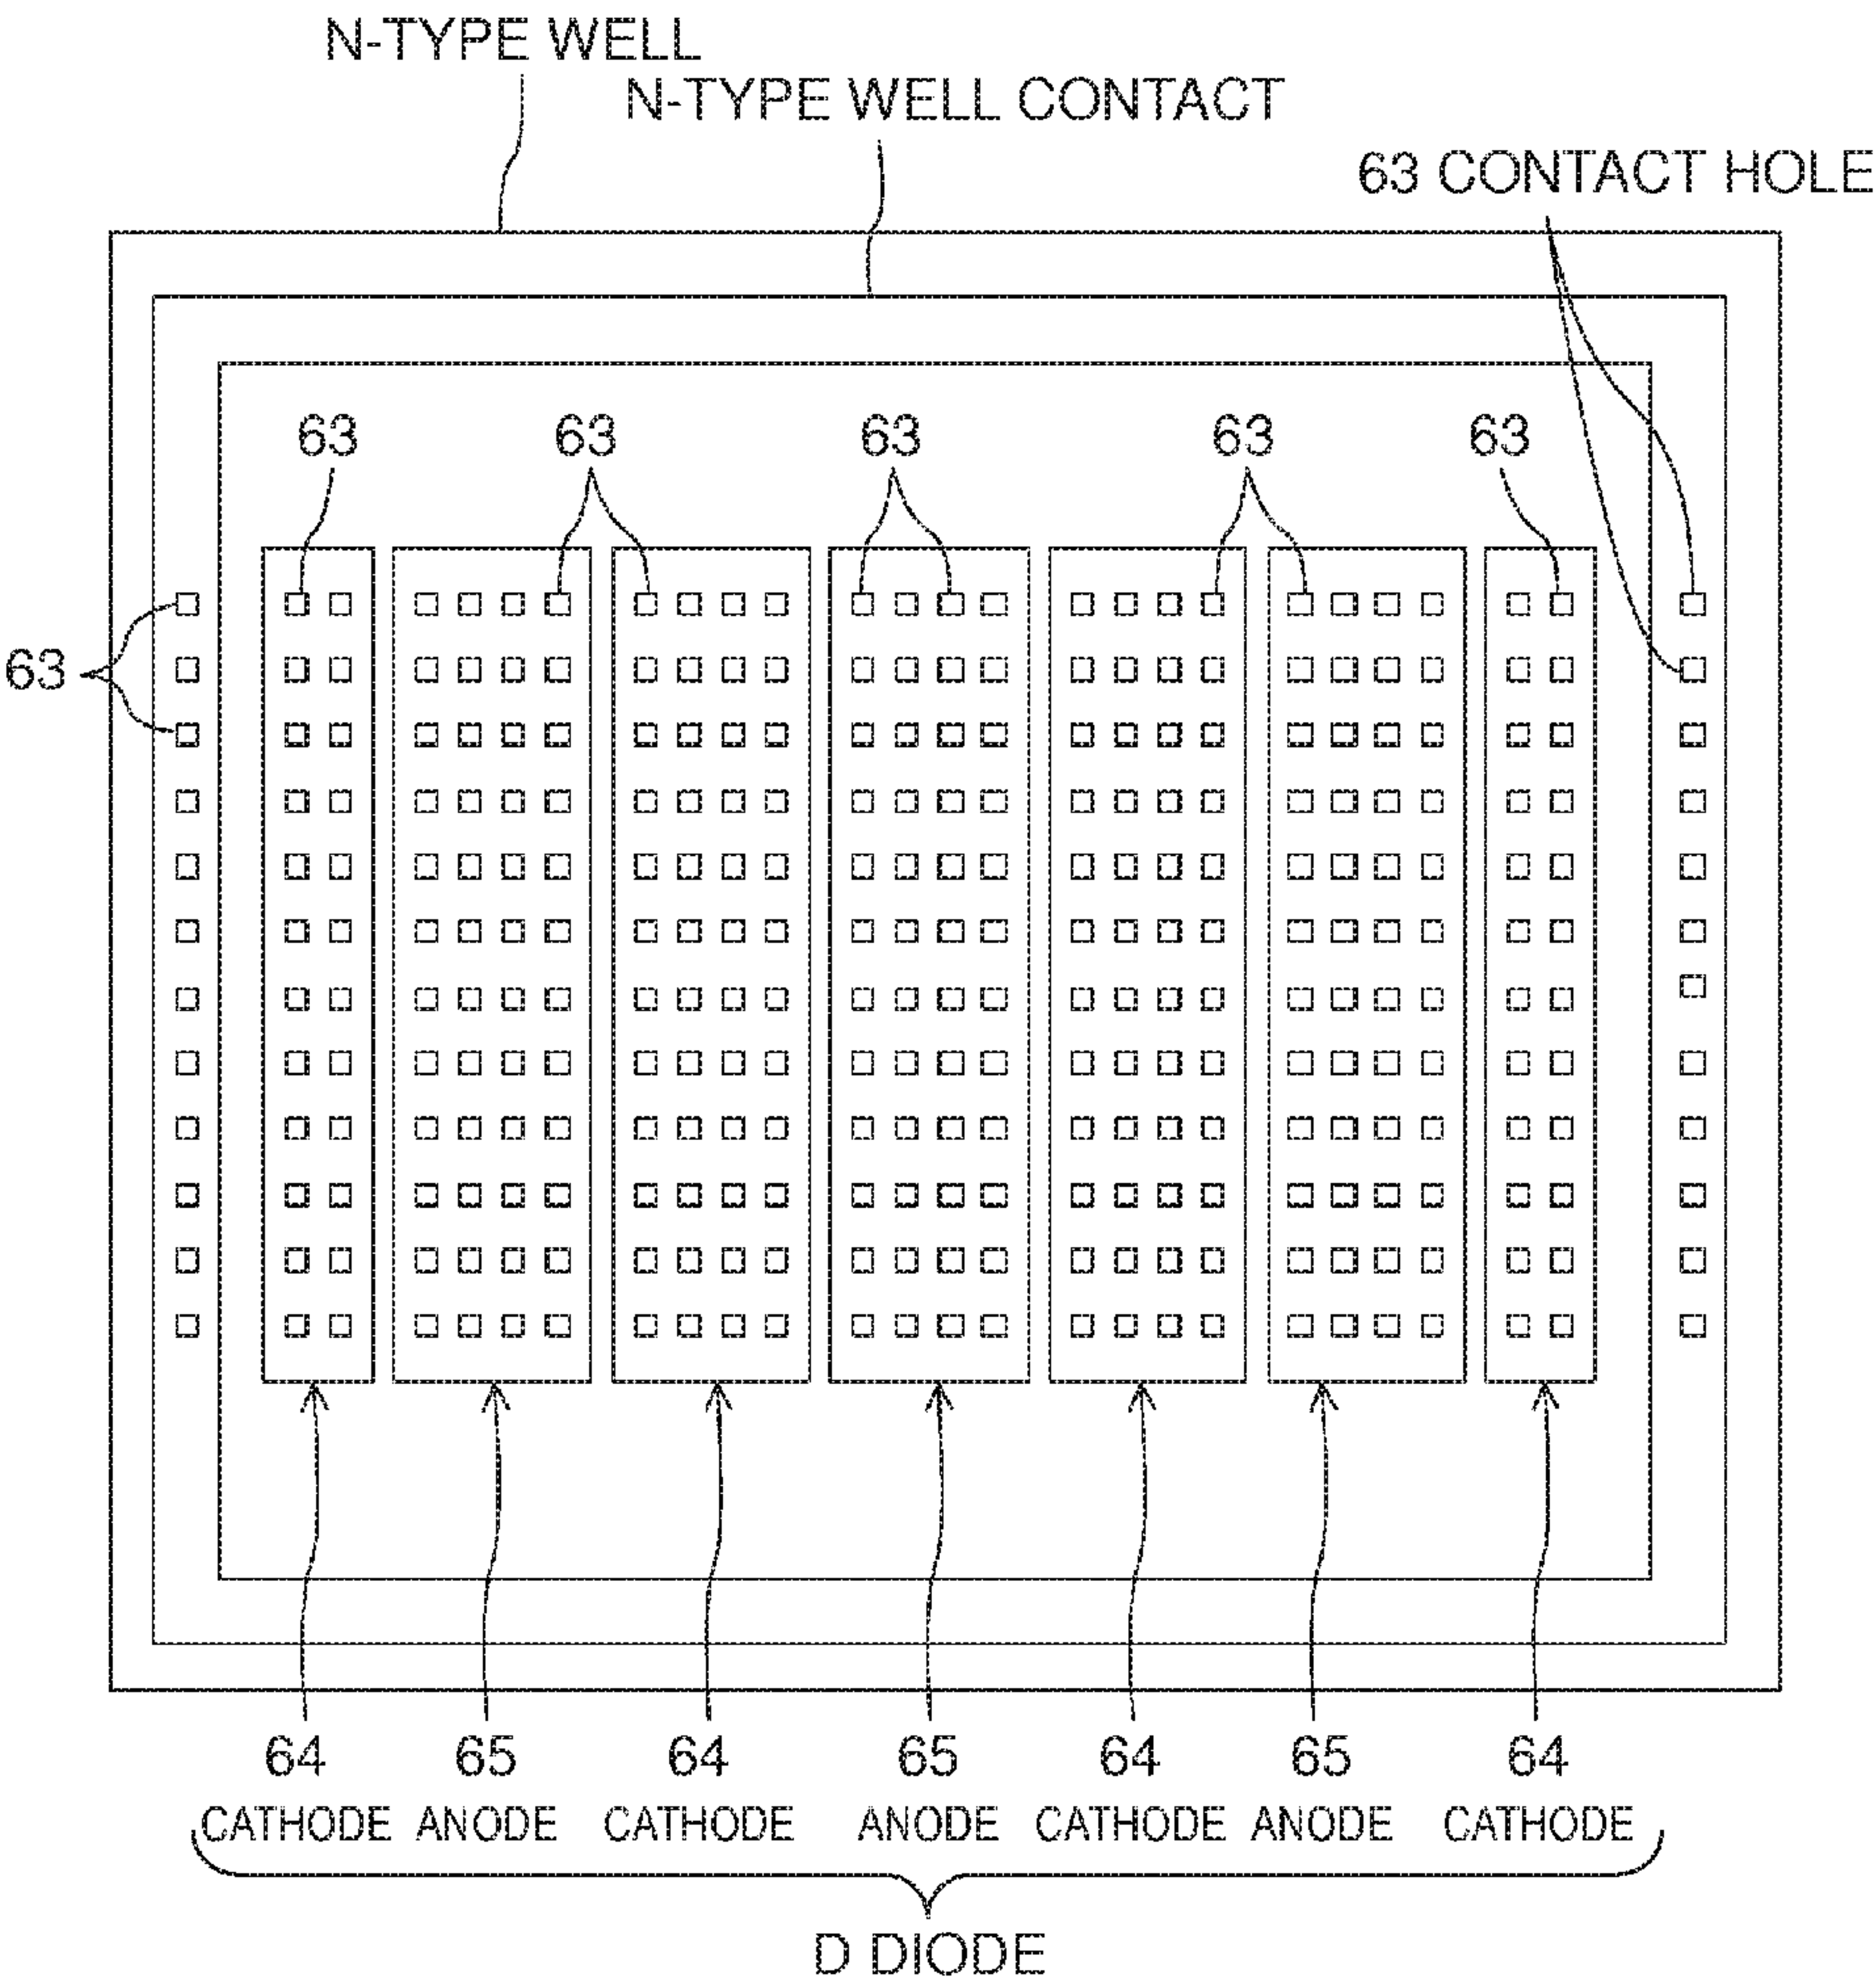 N-TYPE WELL
N-TYPE WELL CONTACT
63 CONTACT HOLE
63 63 63 63 63
63
64 65 64 65 64 65 64
CATHODE ANODE CATHODE ANODE CATHODE ANODE CATHODE
D DIODE